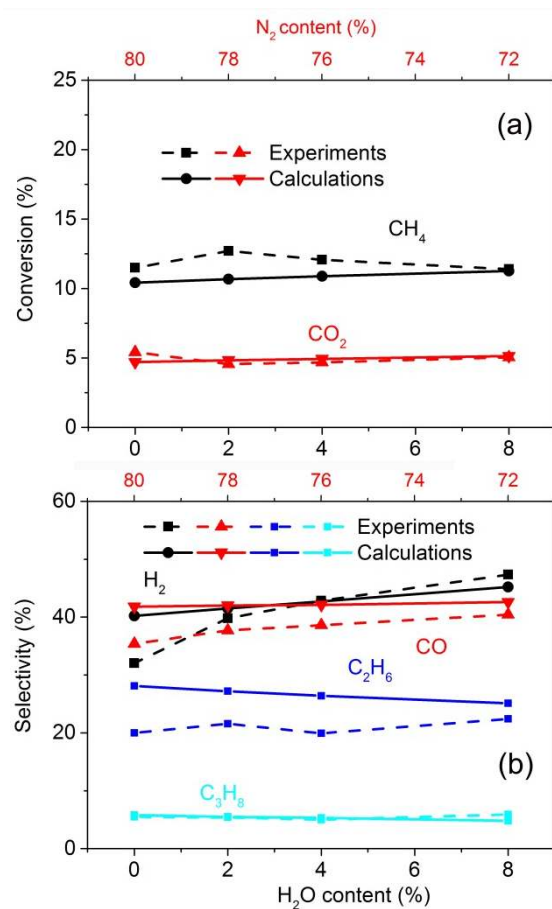 N₂ content (%)
80 78 76 74 72
25
(a)
Experiments
20
Calculations
15
CH₄
Conversion (%)
10
CO₂
5
0
0 2 4 6 8
80 78 76 74 72
60
Experiments
Calculations
H₂
40
CO
Selectivity (%)
C₂H₆
20
C₃H₈
(b)
0
0 2 4 6 8
H₂O content (%)